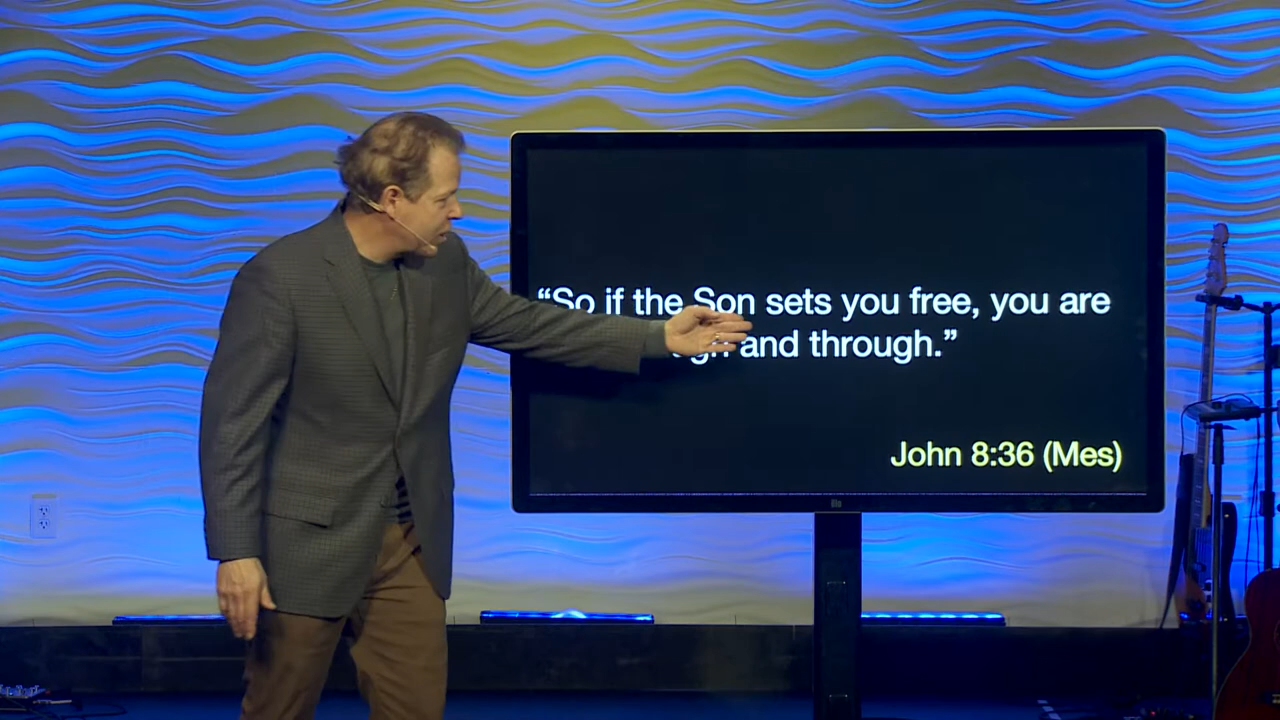 “So if the Son sets you free, you are
and through.”
John 8:36 (Mes)